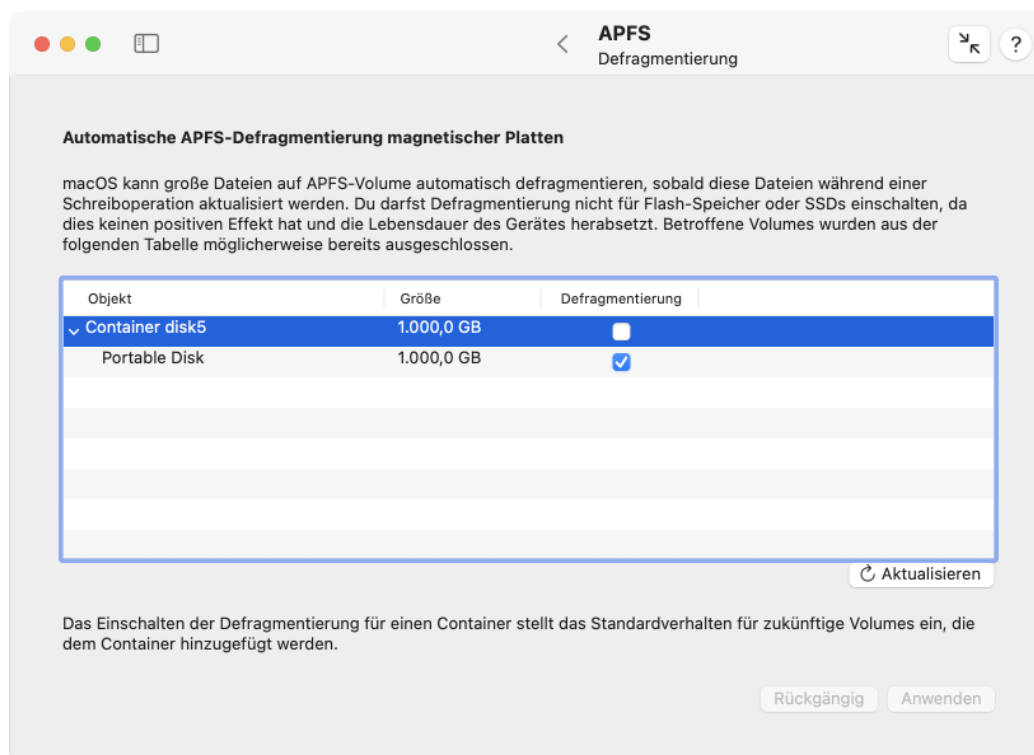 APFS
Defragmentierung
?
Automatische APFS-Defragmentierung magnetischer Platten
macOS kann große Dateien auf APFS-Volume automatisch defragmentieren, sobald diese Dateien während einer
Schreiboperation aktualisiert werden. Du darfst Defragmentierung nicht für Flash-Speicher oder SSDs einschalten, da
dies keinen positiven Effekt hat und die Lebensdauer des Gerätes herabsetzt. Betroffene Volumes wurden aus der
folgenden Tabelle möglicherweise bereits ausgeschlossen.
Objekt Größe Defragmentierung
Container disk5 1.000,0 GB
Portable Disk 1.000,0 GB
Aktualisieren
Das Einschalten der Defragmentierung für einen Container stellt das Standardverhalten für zukünftige Volumes ein, die
dem Container hinzugefügt werden.
Rückgängig Anwenden